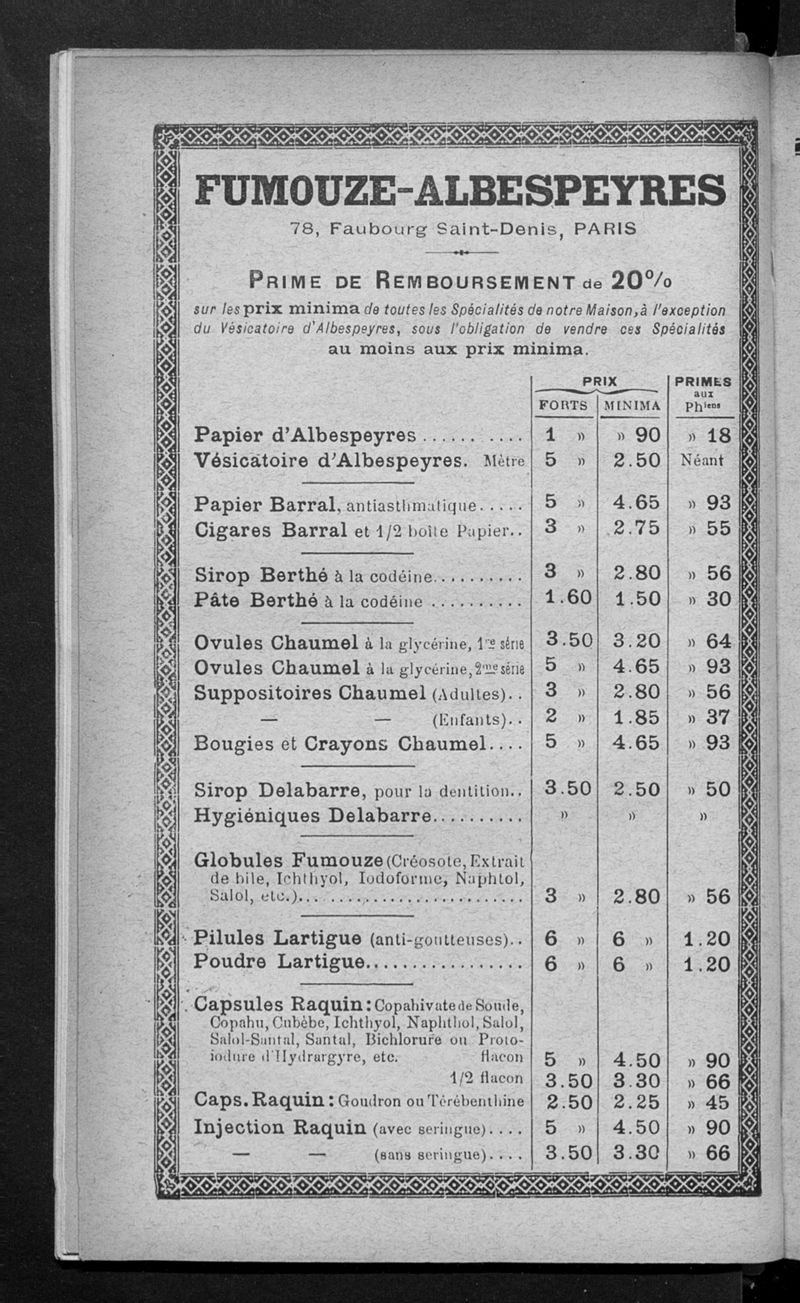 FUMOUZE-ALBESPEYRES
78, Faubourg Saint-Denis, PARIS
PRIME DE REMBOURSEMENT de 20%
sur les prix minima de toutes les Spécialités de notre Maison, à l'exception
du Vésicatoire d'Albespeyres, sous l'obligation de vendre ces Spécialités
au moins aux prix minima.
PRIX PRIMES
aux
FORTS MINIMA Phiens
Papier d'Albespeyres........... 1 » » 90 » 18
Vésicatoire d'Albespeyres. Mètre 5 » 2.50 Néant
Papier Barral, antiasthmatique..... 5 » 4.65 » 93
Cigares Barral et 1/2 boîte Papier.. 3 » 2.75 » 55
Sirop Berthé à la codéine.......... 3 » 2.80 » 56
Pâte Berthé à la codéine .......... 1.60 1.50 » 30
Ovules Chaumel à la glycérine, 1re série 3.50 3.20 » 64
Ovules Chaumel à la glycérine, 2me série 5 » 4.65 » 93
Suppositoires Chaumel (Adultes).. 3 » 2.80 » 56
— — (Enfants).. 2 » 1.85 » 37
Bougies et Crayons Chaumel.... 5 » 4.65 » 93
Sirop Delabarre, pour la dentition.. 3.50 2.50 » 50
Hygiéniques Delabarre.......... » » »
Globules Fumouze (Créosote, Extrait
de bile, Ichthyol, Iodoforme, Naphtol,
Salol, etc.)......................... 3 » 2.80 » 56
Pilules Lartigue (anti-goutteuses).. 6 » 6 » 1.20
Poudre Lartigue................. 6 » 6 » 1.20
Capsules Raquin: Copahivate de Soude,
Copahu, Cubèbe, Ichthyol, Naphthol, Salol,
Salol-Santal, Santal, Bichlorure ou Proto-
iodure d'Hydrargyre, etc. flacon 5 » 4.50 » 90
1/2 flacon 3.50 3.30 » 66
Caps. Raquin: Goudron ou Térébenthine 2.50 2.25 » 45
Injection Raquin (avec seringue).... 5 » 4.50 » 90
— — (sans seringue).... 3.50 3.30 » 66